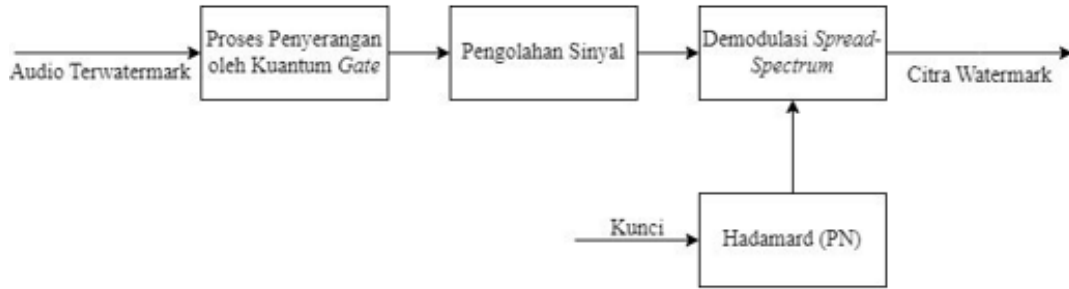 Audio Terwatermark
Proses Penyerangan
oleh Kuantum Gate
Pengolahan Sinyal
Demodulasi Spread-
Spectrum
Citra Watermark
Kunci
Hadamard (PN)